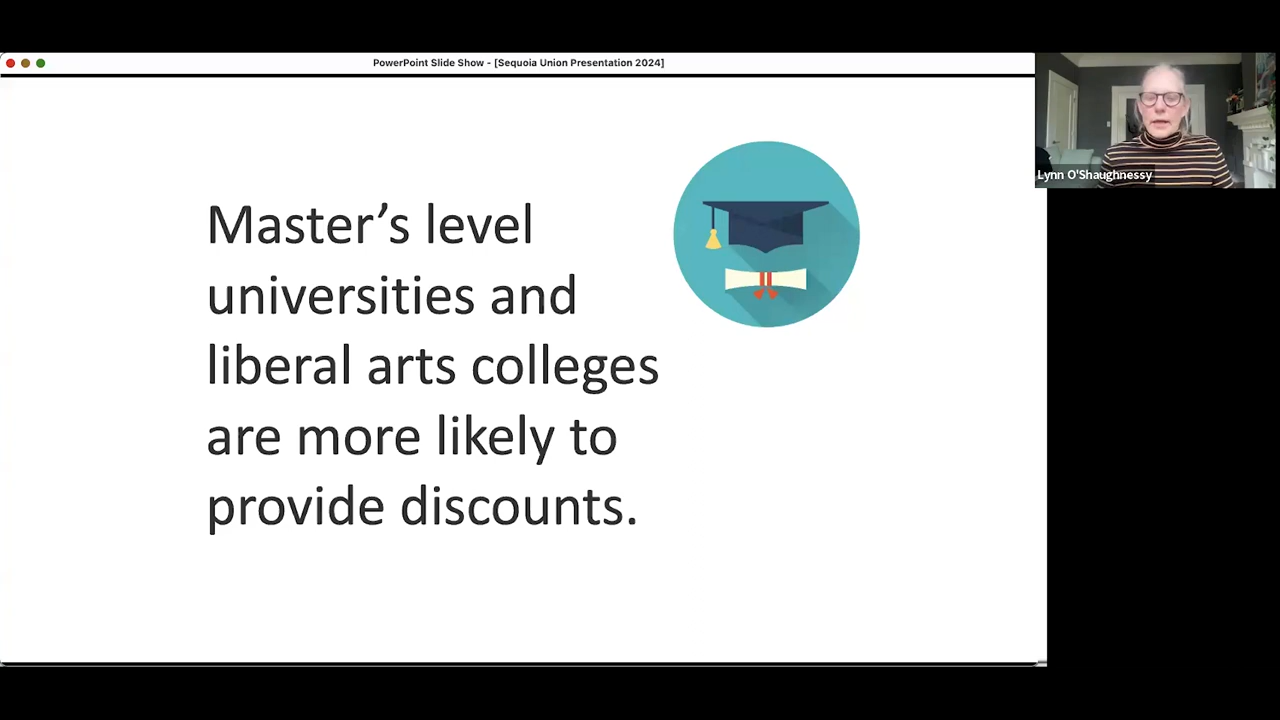 PowerPoint Slide Show - [Sequoia Union Presentation 2024]
Master’s level
universities and
liberal arts colleges
are more likely to
provide discounts.
Lynn O'Shaughnessy